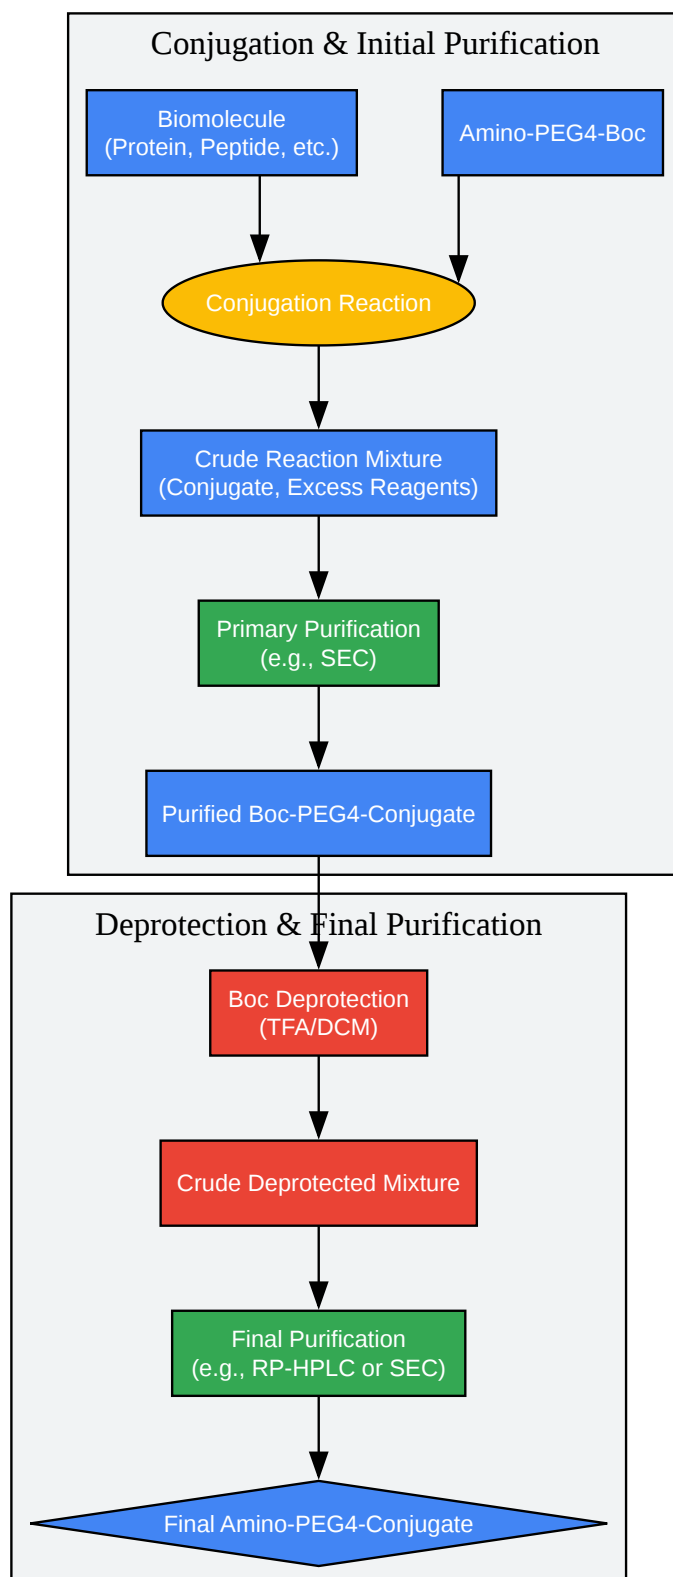 Conjugation & Initial Purification
Biomolecule
(Protein, Peptide, etc.)
Amino-PEG4-Boc
Conjugation Reaction
Crude Reaction Mixture
(Conjugate, Excess Reagents)
Primary Purification
(e.g., SEC)
Purified Boc-PEG4-Conjugate
Deprotection & Final Purification
Boc Deprotection
(TFA/DCM)
Crude Deprotected Mixture
Final Purification
(e.g., RP-HPLC or SEC)
Final Amino-PEG4-Conjugate